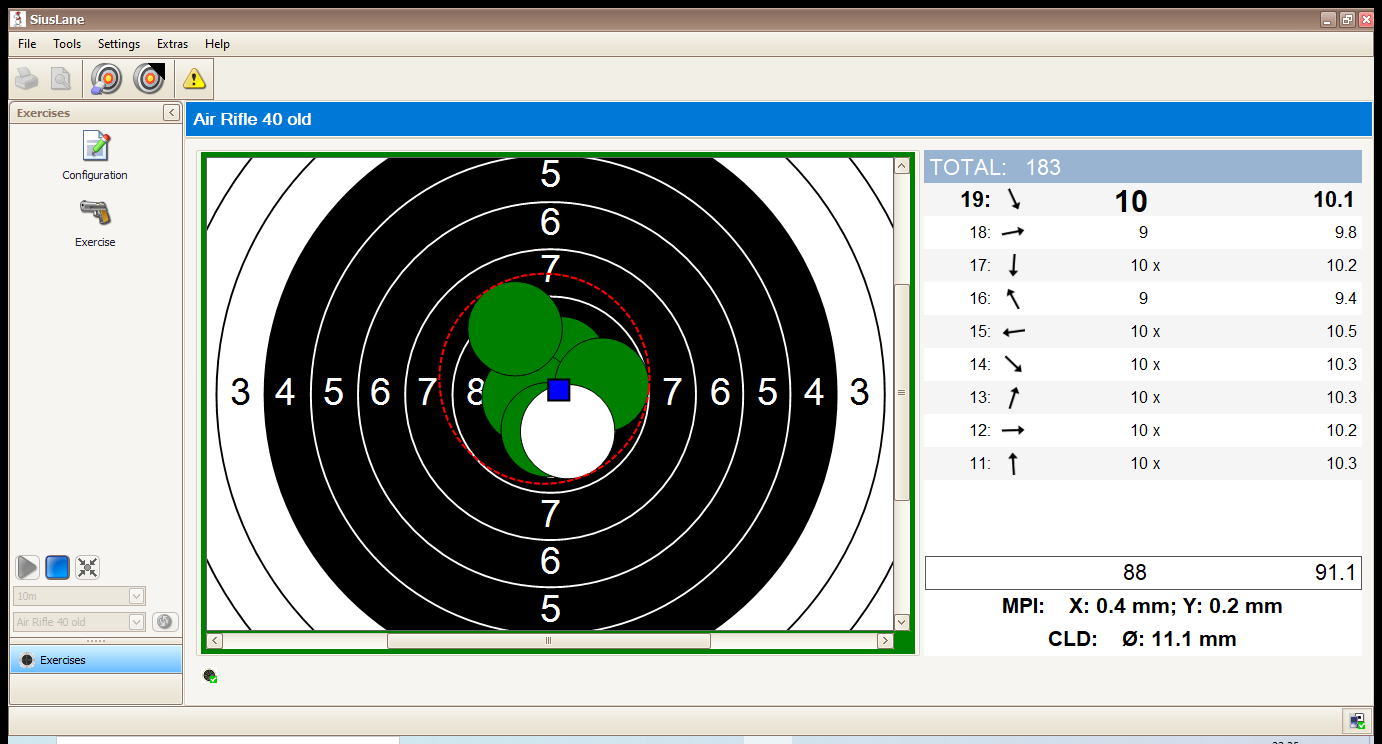 SiusLane
File Tools Settings Extras Help
Exercises
Configuration
Exercise
10m
Air Rifle 40 old
Exercises
Air Rifle 40 old
5
6
7
3 4 5 6 7 8 7 6 5 4 3
7
6
5
TOTAL: 183
19: 10 10.1
18: 9 9.8
17: 10 x 10.2
16: 9 9.4
15: 10 x 10.5
14: 10 x 10.3
13: 10 x 10.3
12: 10 x 10.2
11: 10 x 10.3
88 91.1
MPI: X: 0.4 mm; Y: 0.2 mm
CLD: Ø: 11.1 mm